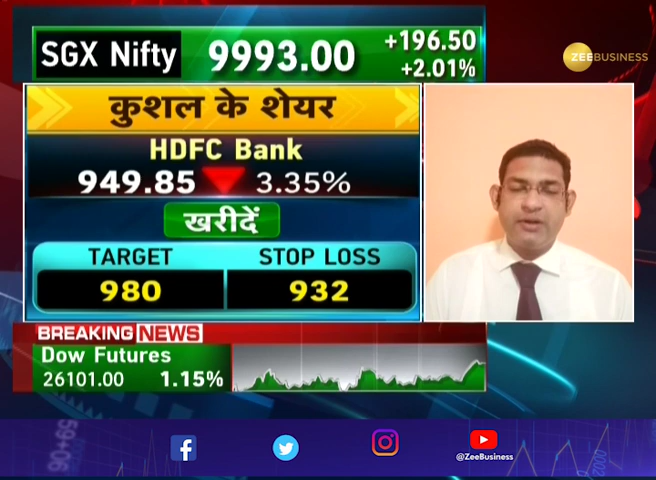 SGX Nifty 9993.00 +196.50
+2.01%
ZEEBUSINESS
कुशल के शेयर
HDFC Bank
949.85 3.35%
खरीदें
TARGET STOP LOSS
980 932
BREAKING NEWS
Dow Futures
26101.00 1.15%
@ZeeBusiness